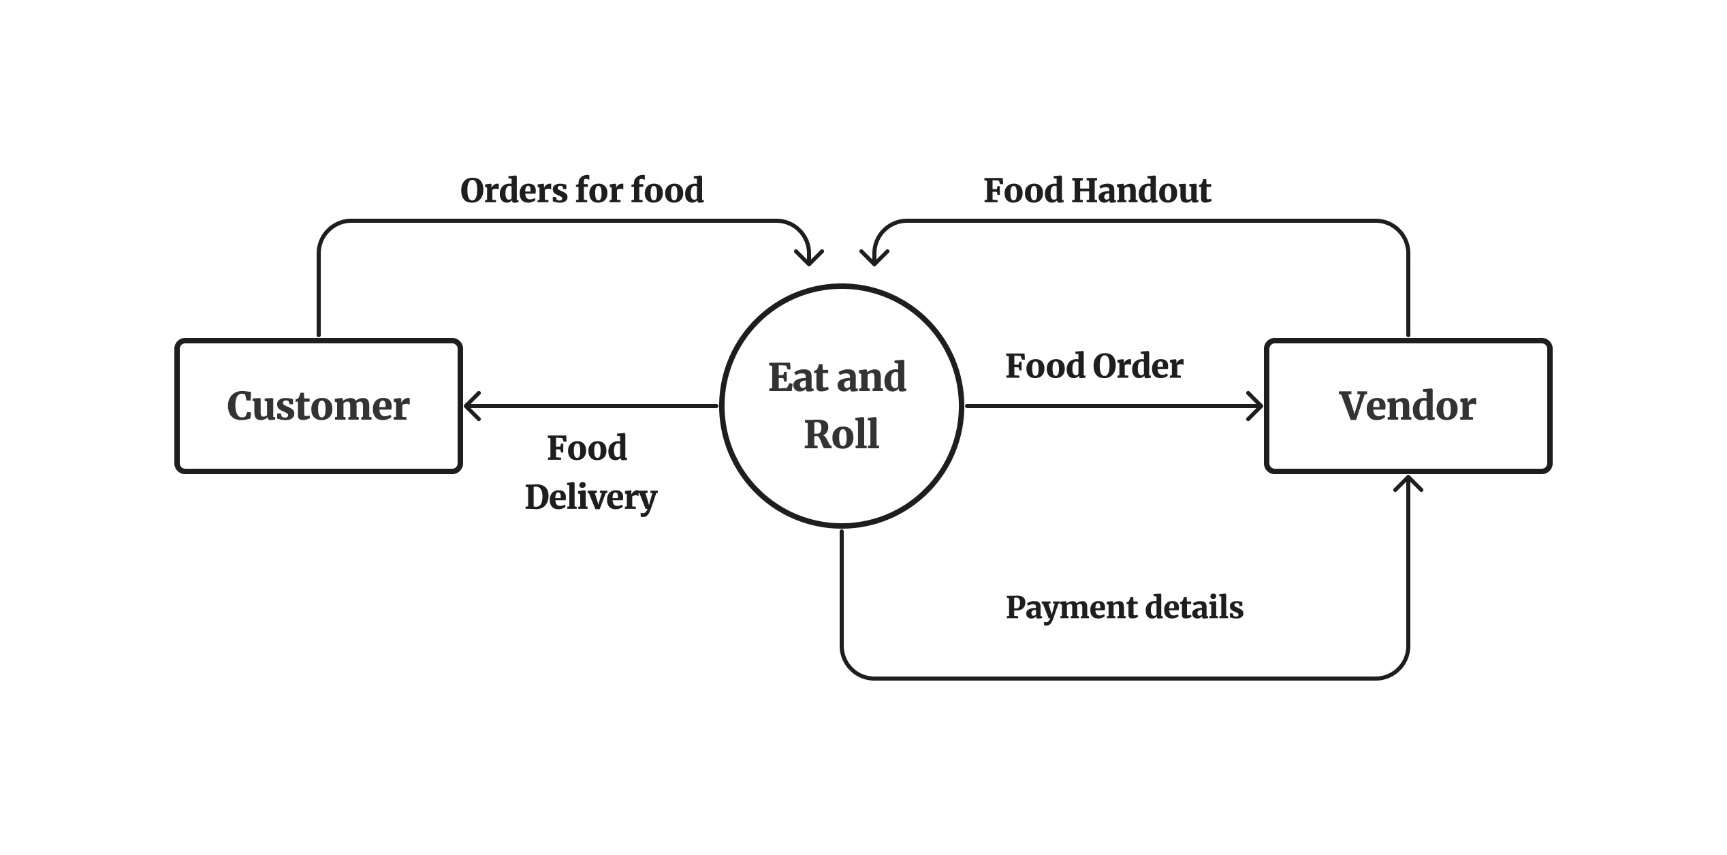 Orders for food
Food Handout
Customer
Eat and
Roll
Food Order
Vendor
Food
Delivery
Payment details